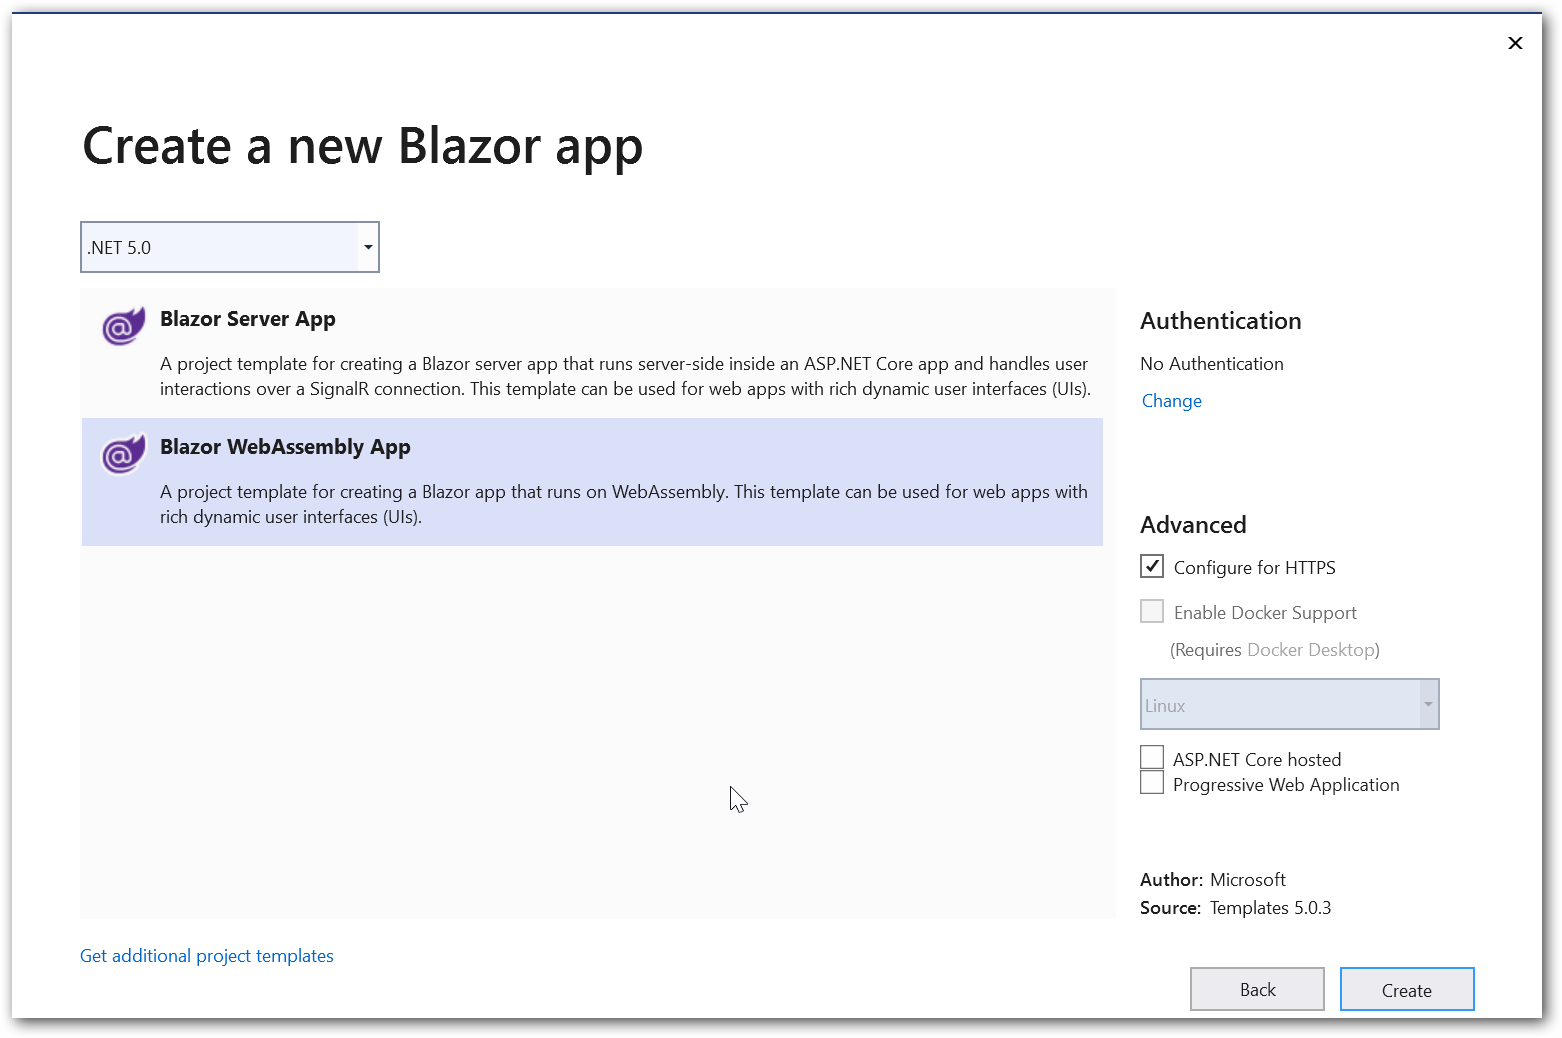 Create a new Blazor app
.NET 5.0
Blazor Server App
A project template for creating a Blazor server app that runs server-side inside an ASP.NET Core app and handles user
interactions over a SignalR connection. This template can be used for web apps with rich dynamic user interfaces (UIs).
Blazor WebAssembly App
A project template for creating a Blazor app that runs on WebAssembly. This template can be used for web apps with
rich dynamic user interfaces (UIs).
Authentication
No Authentication
Change
Advanced
Configure for HTTPS
Enable Docker Support
(Requires Docker Desktop)
Linux
ASP.NET Core hosted
Progressive Web Application
Author: Microsoft
Source: Templates 5.0.3
Get additional project templates
Back
Create